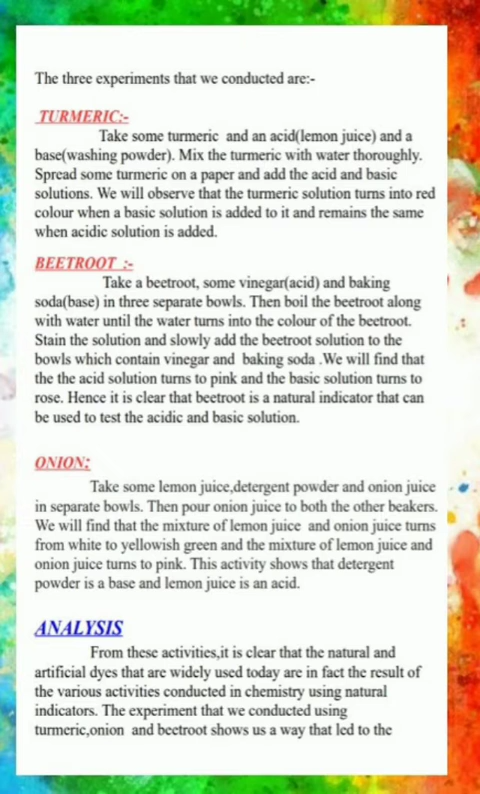 The three experiments that we conducted are:-
TURMERIC:-
Take some turmeric and an acid(lemon juice) and a
base(washing powder). Mix the turmeric with water thoroughly.
Spread some turmeric on a paper and add the acid and basic
solutions. We will observe that the turmeric solution turns into red
colour when a basic solution is added to it and remains the same
when acidic solution is added.
BEETROOT :-
Take a beetroot, some vinegar(acid) and baking
soda(base) in three separate bowls. Then boil the beetroot along
with water until the water turns into the colour of the beetroot.
Stain the solution and slowly add the beetroot solution to the
bowls which contain vinegar and baking soda .We will find that
the the acid solution turns to pink and the basic solution turns to
rose. Hence it is clear that beetroot is a natural indicator that can
be used to test the acidic and basic solution.
ONION:
Take some lemon juice,detergent powder and onion juice
in separate bowls. Then pour onion juice to both the other beakers.
We will find that the mixture of lemon juice and onion juice turns
from white to yellowish green and the mixture of lemon juice and
onion juice turns to pink. This activity shows that detergent
powder is a base and lemon juice is an acid.
ANALYSIS
From these activities,it is clear that the natural and
artificial dyes that are widely used today are in fact the result of
the various activities conducted in chemistry using natural
indicators. The experiment that we conducted using
turmeric,onion and beetroot shows us a way that led to the